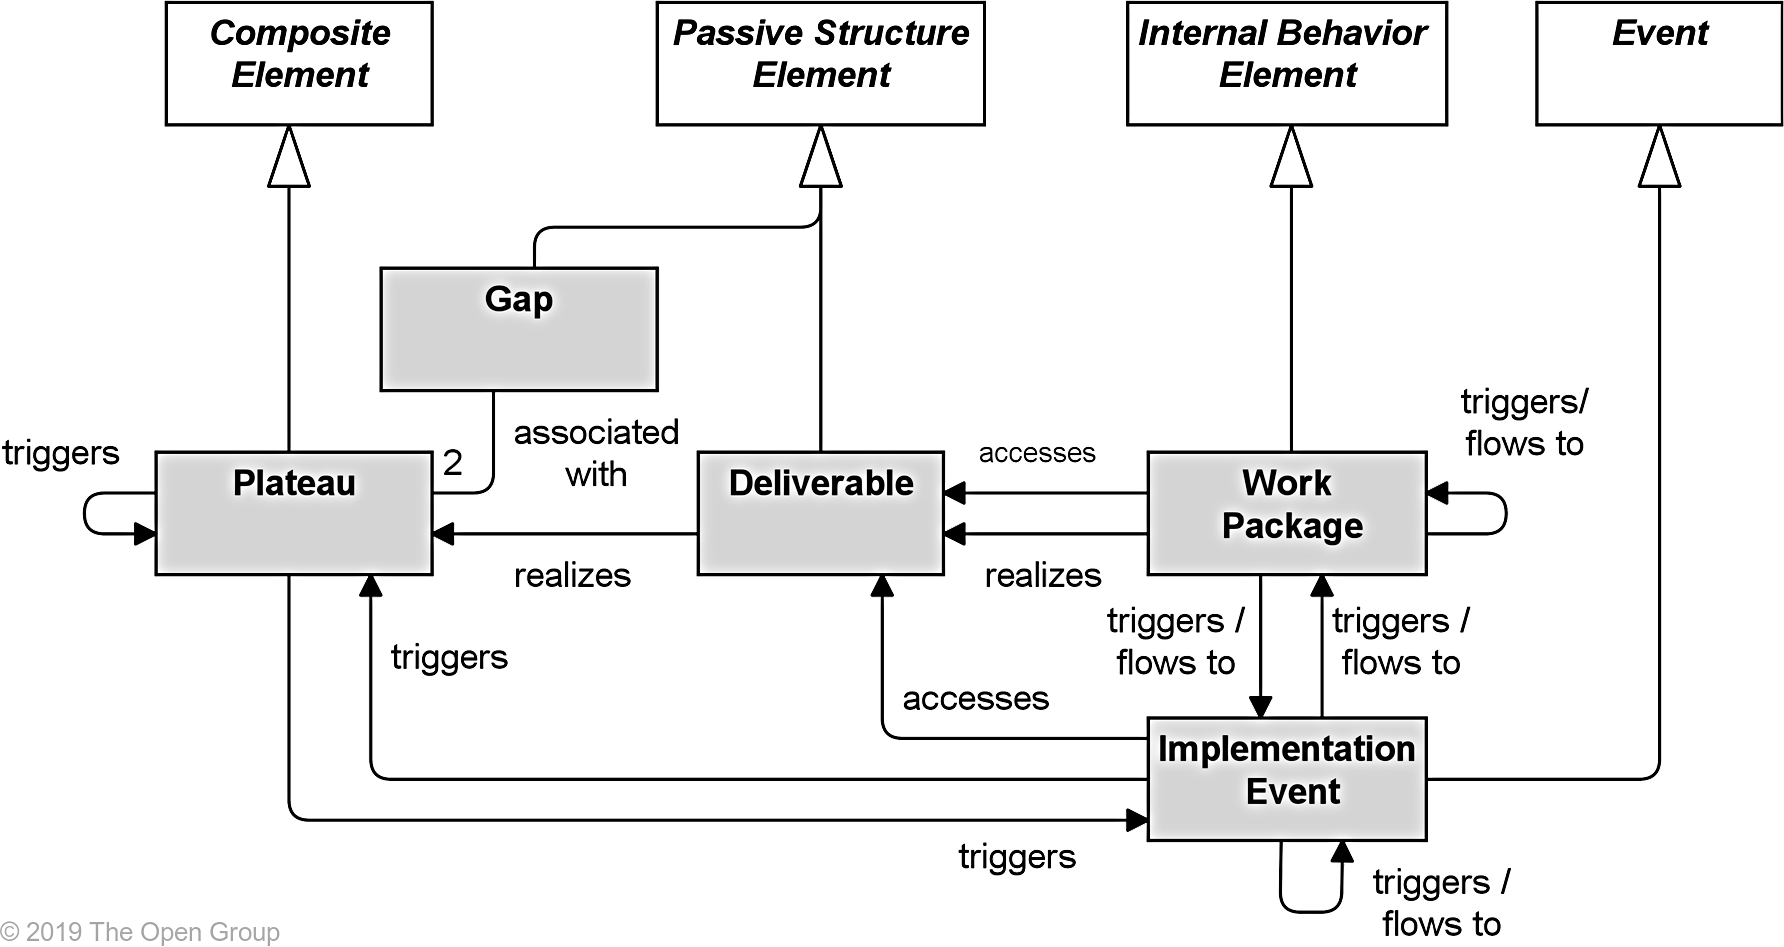 Composite
Element
Passive Structure
Element
Internal Behavior
Element
Event
Gap
triggers/
flows to
associated
with
accesses
triggers
2
Plateau
Deliverable
Work
Package
realizes
realizes
triggers /
flows to
triggers /
flows to
triggers
accesses
Implementation
Event
triggers
triggers /
flows to
© 2019 The Open Group